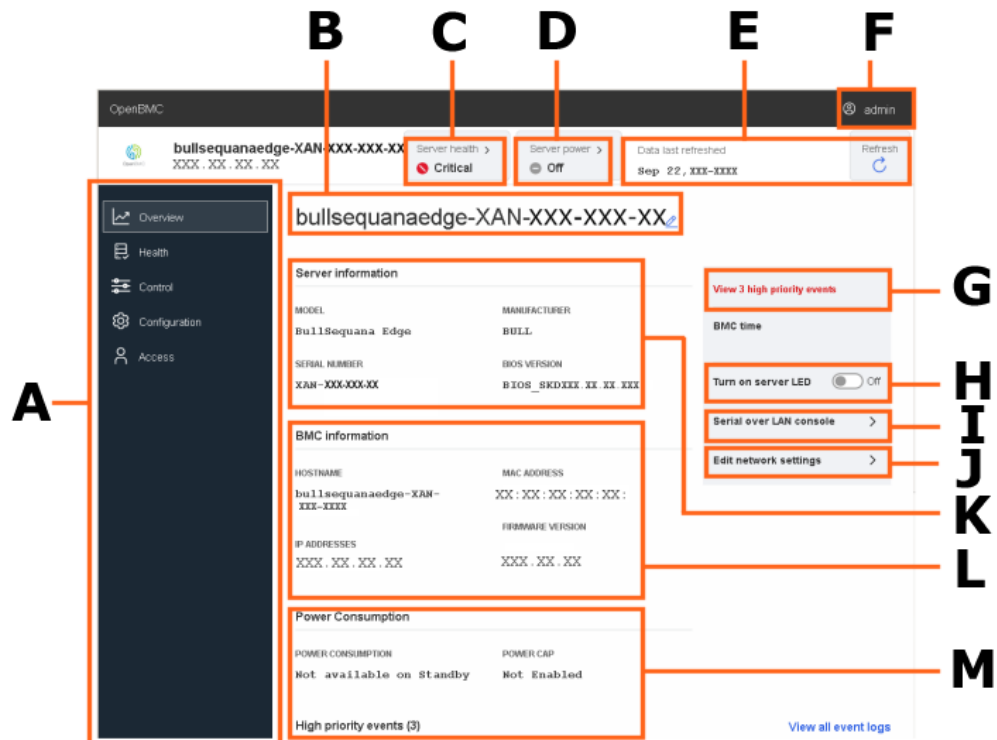 B C D E F
OpenBMC
admin
bullsequanaedge-XAN-XXX-XXX-XX
XXX.XX.XX.XX
Server health >
Critical
Server power >
Off
Data last refreshed
Sep 22, XXX-XXXX
Refresh
OpenBMC
Overview
Health
Control
Configuration
Access
A
bullsequanaedge-XAN-XXX-XXX-XX
Server information
MODEL
BullSequana Edge
MANUFACTURER
BULL
SERIAL NUMBER
XAN-XXX-XXX-XX
BIOS VERSION
BIOS_SKDXXX.XX.XX.XXX
View 3 high priority events
G
BMC time
Turn on server LED Off
H
Serial over LAN console >
I
Edit network settings >
J
K
BMC information
HOSTNAME
bullsequanaedge-XAN-
XXX-XXXX
MAC ADDRESS
XX:XX:XX:XX:XX:
IP ADDRESSES
XXX.XX.XX.XX
FIRMWARE VERSION
XXX.XX.XX
L
Power Consumption
POWER CONSUMPTION
Not available on Standby
POWER CAP
Not Enabled
M
High priority events (3)
View all event logs